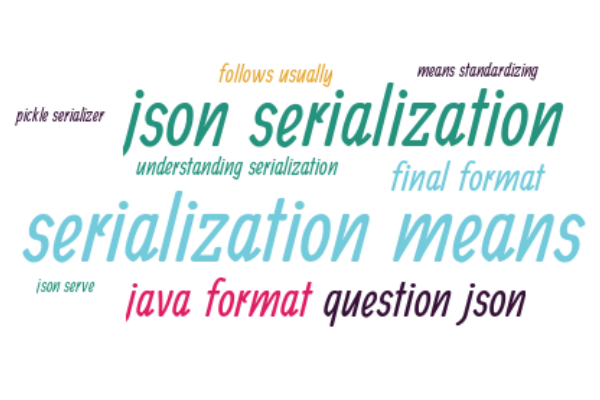 follows usually
means standardizing
pickle serializer
json serialization
understanding serialization
final format
serialization means
json serve
java format
question json